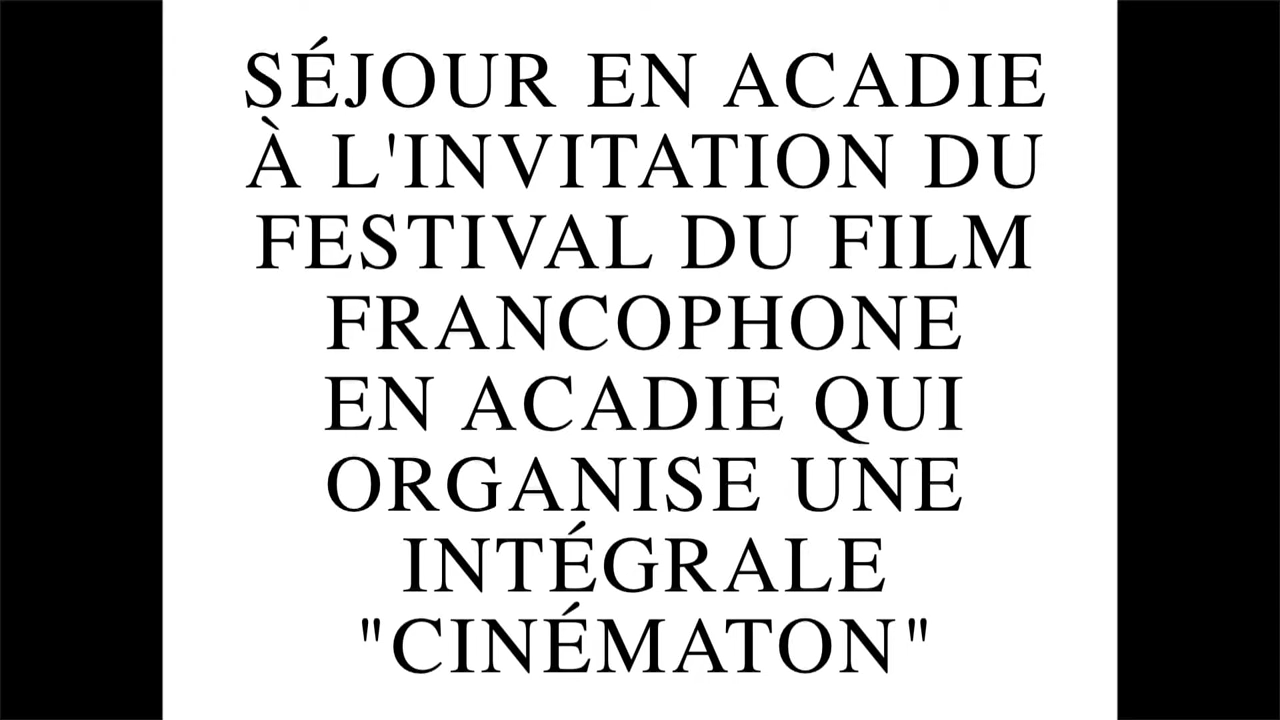 SÉJOUR EN ACADIE
À L'INVITATION DU
FESTIVAL DU FILM
FRANCOPHONE
EN ACADIE QUI
ORGANISE UNE
INTÉGRALE
"CINÉMATON"